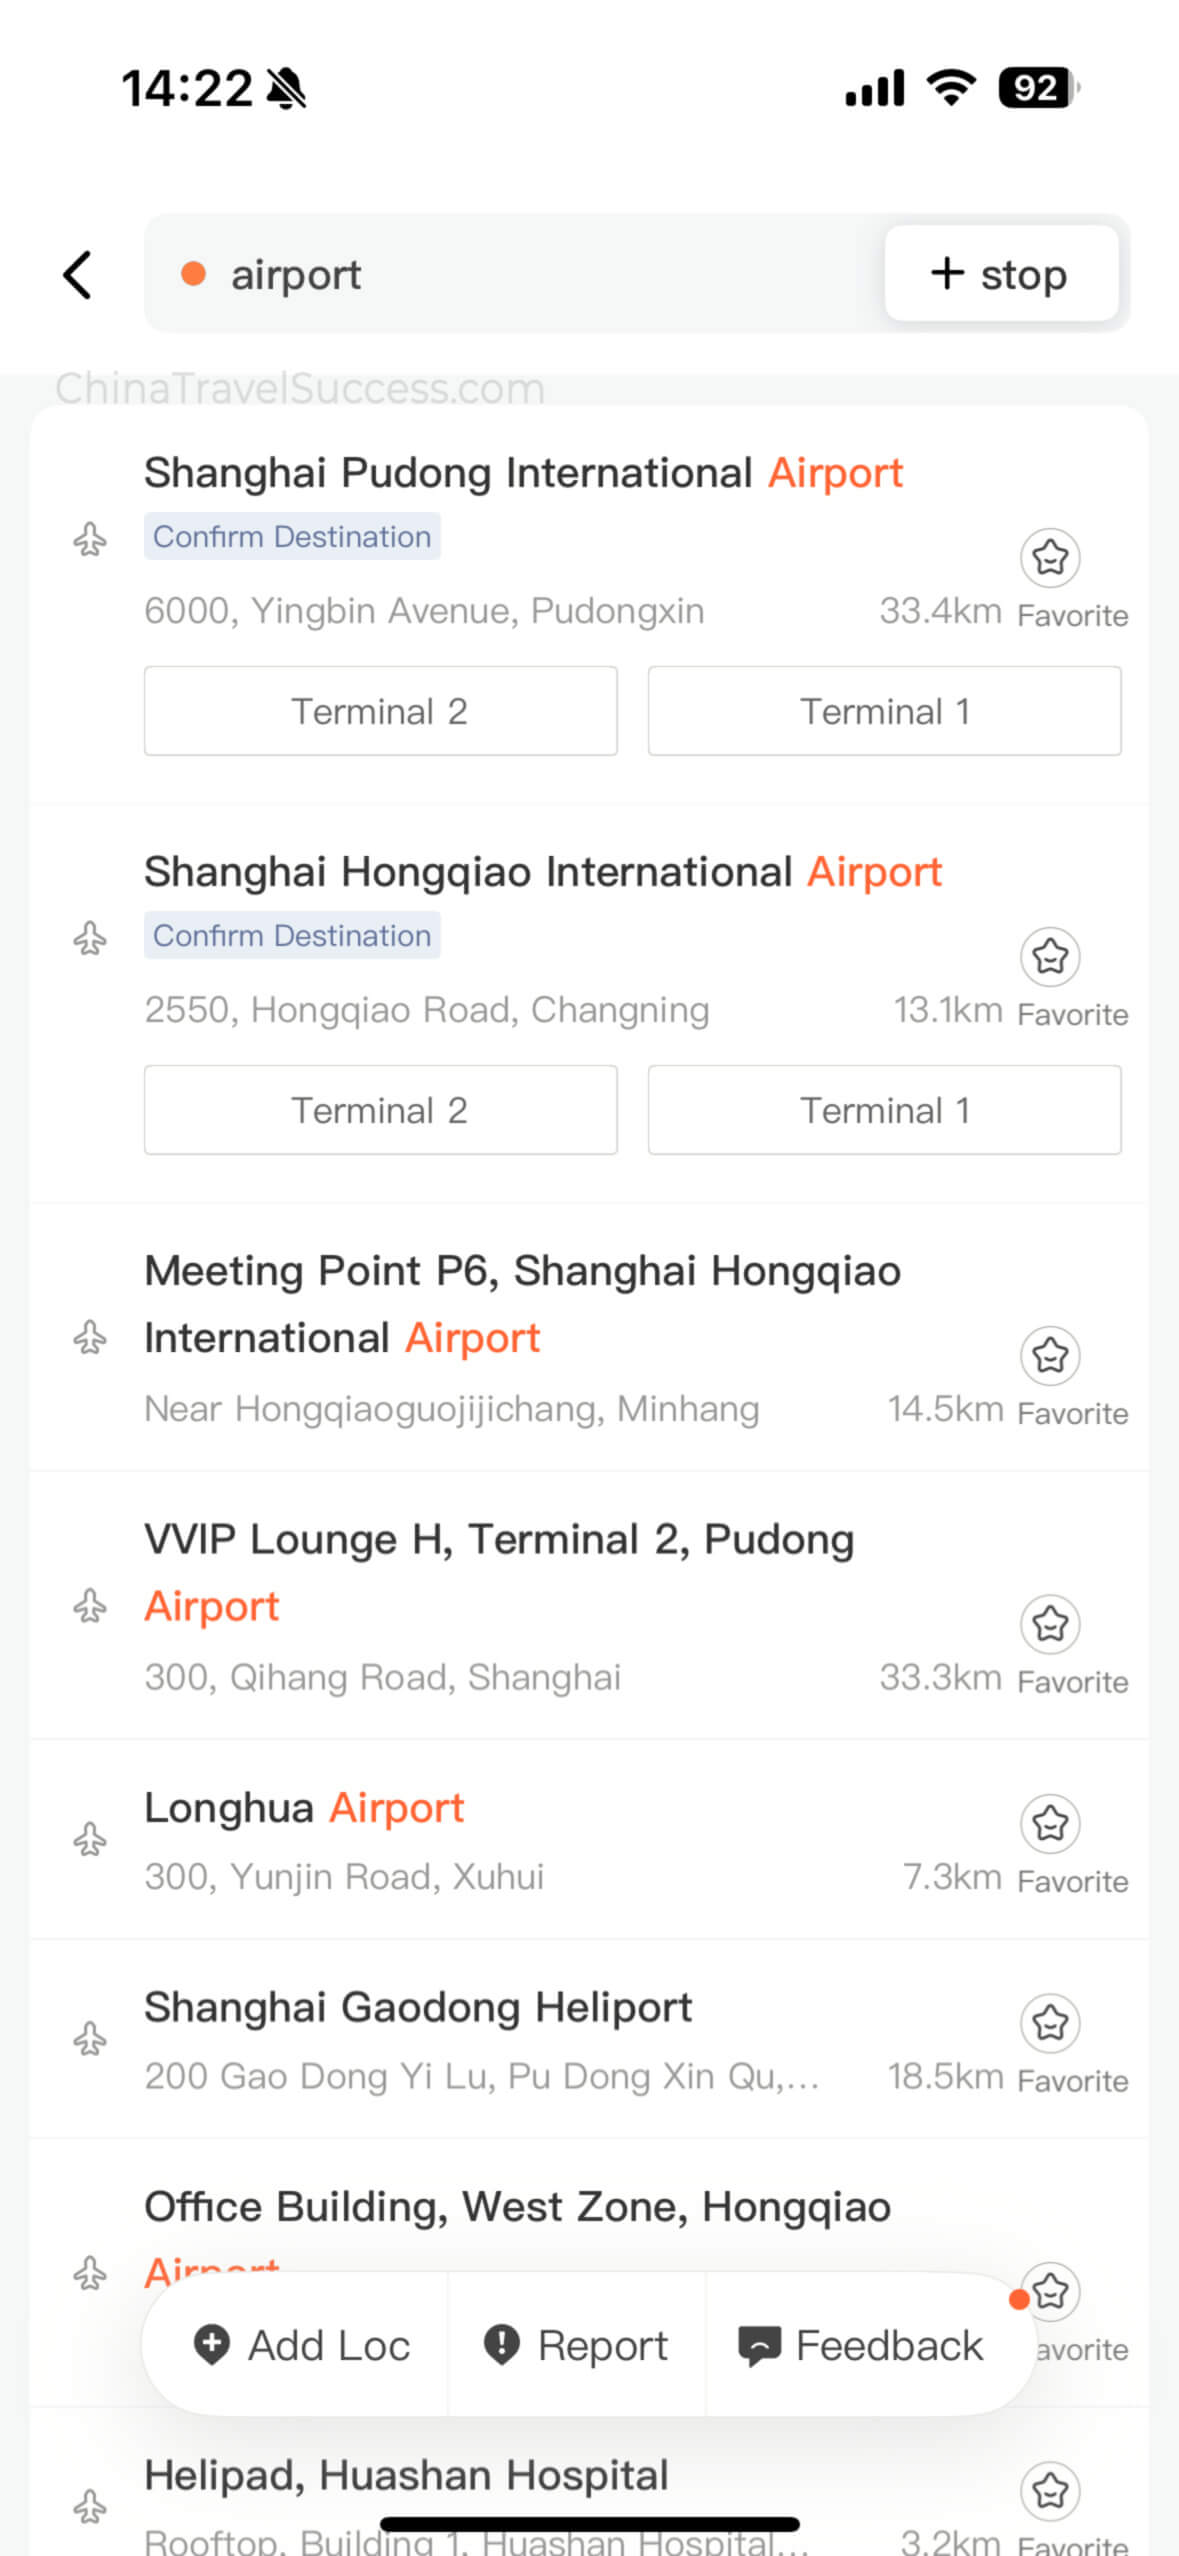 14:22
92
airport
+ stop
ChinaTravelSuccess.com
Shanghai Pudong International Airport
Confirm Destination
6000, Yingbin Avenue, Pudongxin
33.4km
Favorite
Terminal 2
Terminal 1
Shanghai Hongqiao International Airport
Confirm Destination
2550, Hongqiao Road, Changning
13.1km
Favorite
Terminal 2
Terminal 1
Meeting Point P6, Shanghai Hongqiao
International Airport
Near Hongqiaoguojijichang, Minhang
14.5km
Favorite
VVIP Lounge H, Terminal 2, Pudong
Airport
300, Qihang Road, Shanghai
33.3km
Favorite
Longhua Airport
300, Yunjin Road, Xuhui
7.3km
Favorite
Shanghai Gaodong Heliport
200 Gao Dong Yi Lu, Pu Dong Xin Qu,...
18.5km
Favorite
Office Building, West Zone, Hongqiao
Airport
avorite
Add Loc
Report
Feedback
Helipad, Huashan Hospital
Rooftop, Building 1, Huashan Hospital...
3.2km
Favorite